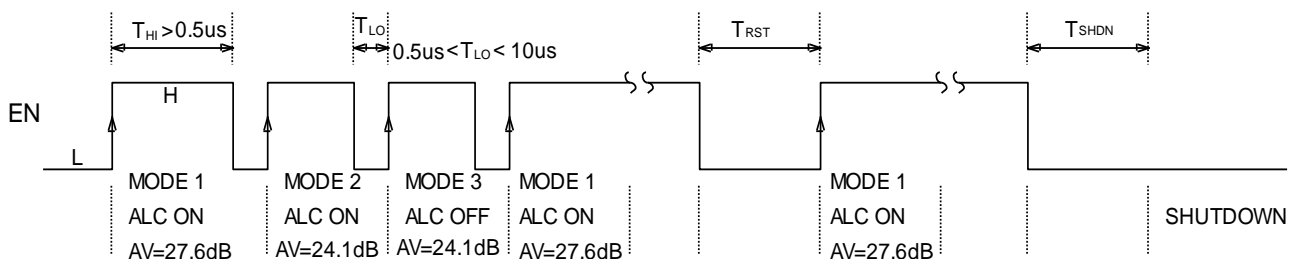 THI>0.5us
TLO
0.5us<TLO<10us
TRST
TSHDN
EN
H
L
MODE 1
ALC ON
AV=27.6dB
MODE 2
ALC ON
AV=24.1dB
MODE 3
ALC OFF
AV=24.1dB
MODE 1
ALC ON
AV=27.6dB
MODE 1
ALC ON
AV=27.6dB
SHUTDOWN